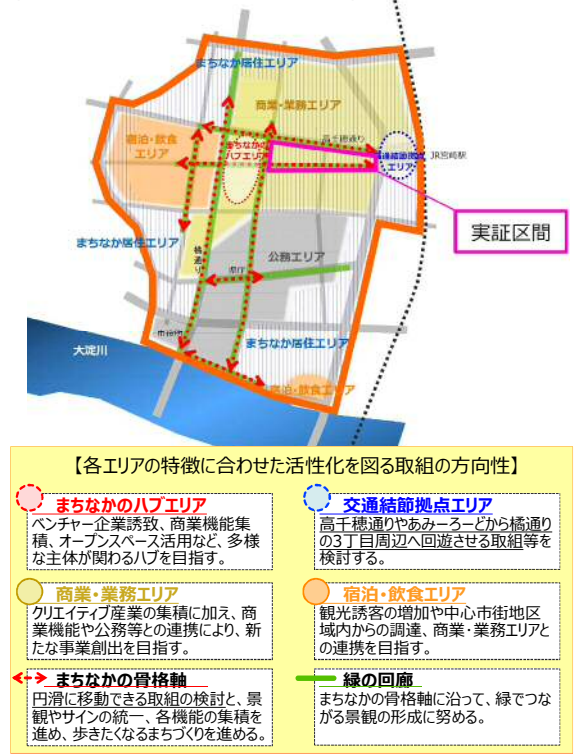 まちなか居住エリア
商業・業務エリア
宿泊・飲食
エリア
まちなかの
ハブエリア
高千穂通り
交通結節拠点
エリア
JR宮崎駅
実証区間
まちなか居住エリア
橘通り
公務エリア
県庁
市役所
まちなか居住エリア
大淀川
宿泊・飲食エリア
【各エリアの特徴に合わせた活性化を図る取組の方向性】
まちなかのハブエリア
ベンチャー企業誘致、商業機能集
積、オープンスペース活用など、多様
な主体が関わるハブを目指す。
交通結節拠点エリア
高千穂通りやあみーろーどから橘通り
の3丁目周辺へ回遊させる取組等を
検討する。
商業・業務エリア
クリエイティブ産業の集積に加え、商
業機能や公務等との連携により、新
たな事業創出を目指す。
宿泊・飲食エリア
観光誘客の増加や中心市街地区
域内からの調達、商業・業務エリアと
の連携を目指す。
まちなかの骨格軸
円滑に移動できる取組の検討と、景
観やサインの統一、各機能の集積を
進め、歩きたくなるまちづくりを進める。
緑の回廊
まちなかの骨格軸に沿って、緑でつな
がる景観の形成に努める。